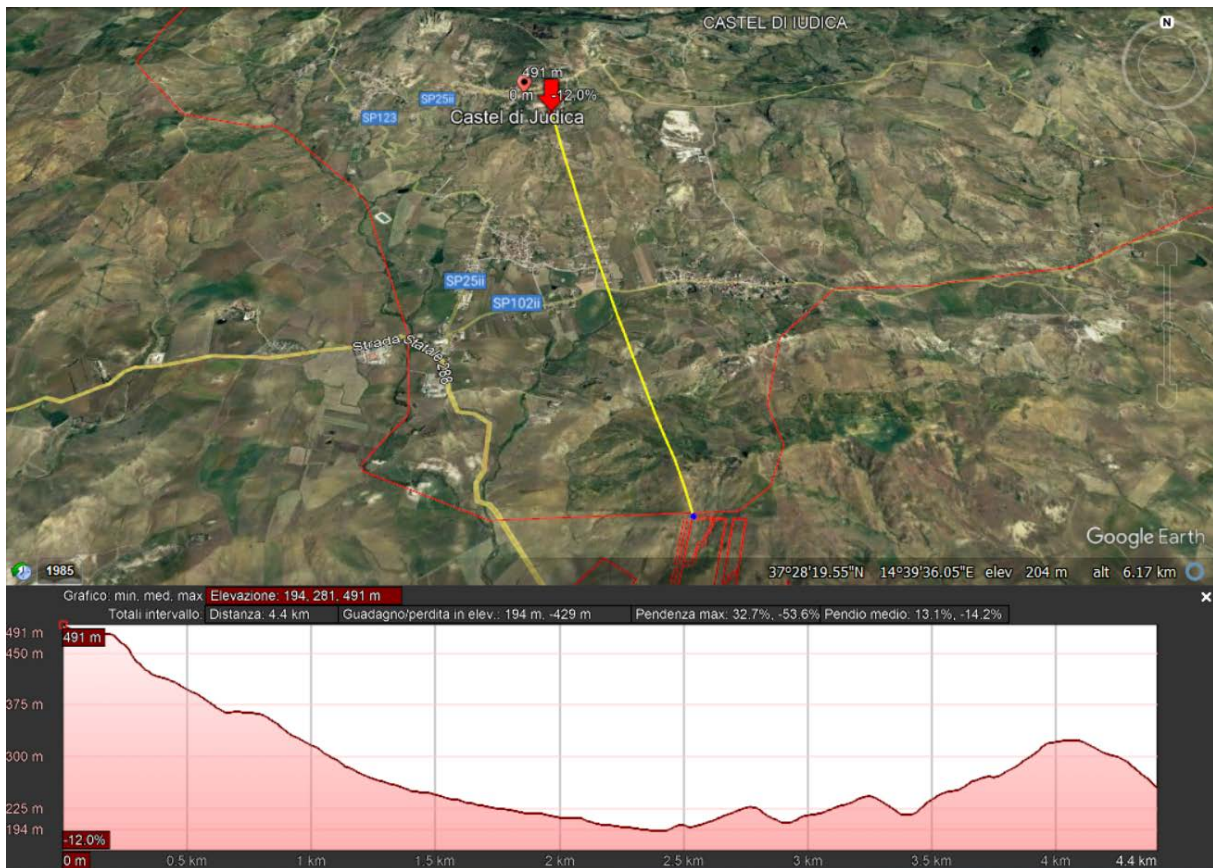 CASTEL DI IUDICA
N
491 m
0 m -12,0%
SP25ii
SP123
Castel di Judica
SP25ii
SP102ii
Strada Statale 288
Google Earth
1985
37°28'19.55"N 14°39'36.05"E elev 204 m alt 6.17 km
Grafico: min, med, max Elevazione: 194, 281, 491 m
Totali intervallo: Distanza: 4.4 km Guadagno/perdita in elev.: 194 m, -429 m Pendenza max: 32.7%, -53.6% Pendio medio: 13.1%, -14.2%
491 m
491 m
450 m
375 m
300 m
225 m
194 m
-12.0%
0 m 0.5 km 1 km 1.5 km 2 km 2.5 km 3 km 3.5 km 4 km 4.4 km